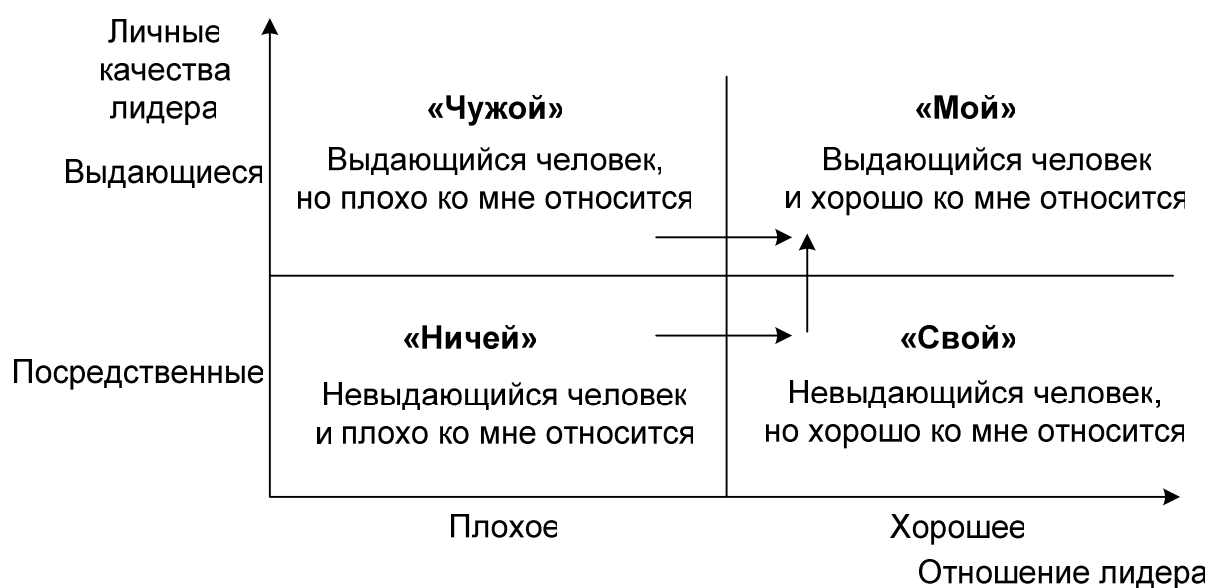 Личные
качества
лидера
Выдающиеся
«Чужой»
Выдающийся человек,
но плохо ко мне относится
«Мой»
Выдающийся человек
и хорошо ко мне относится
Посредственные
«Ничей»
Невыдающийся человек
и плохо ко мне относится
«Свой»
Невыдающийся человек,
но хорошо ко мне относится
Плохое
Хорошее
Отношение лидера